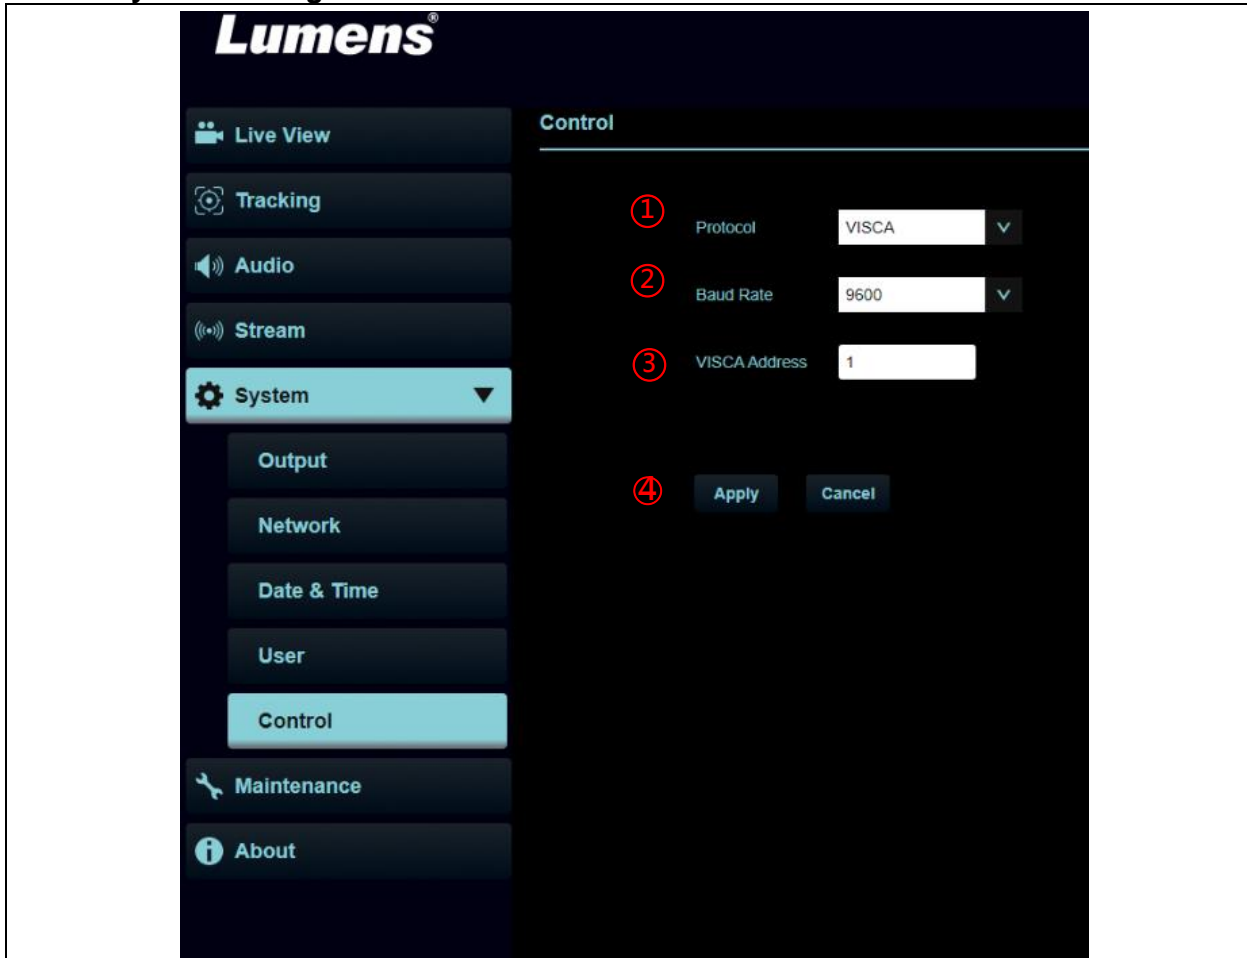 Lumens®
Live View
Tracking
Audio
Stream
System
Output
Network
Date & Time
User
Control
Maintenance
About
Control
① Protocol VISCA
② Baud Rate 9600
③ VISCA Address 1
④ Apply Cancel